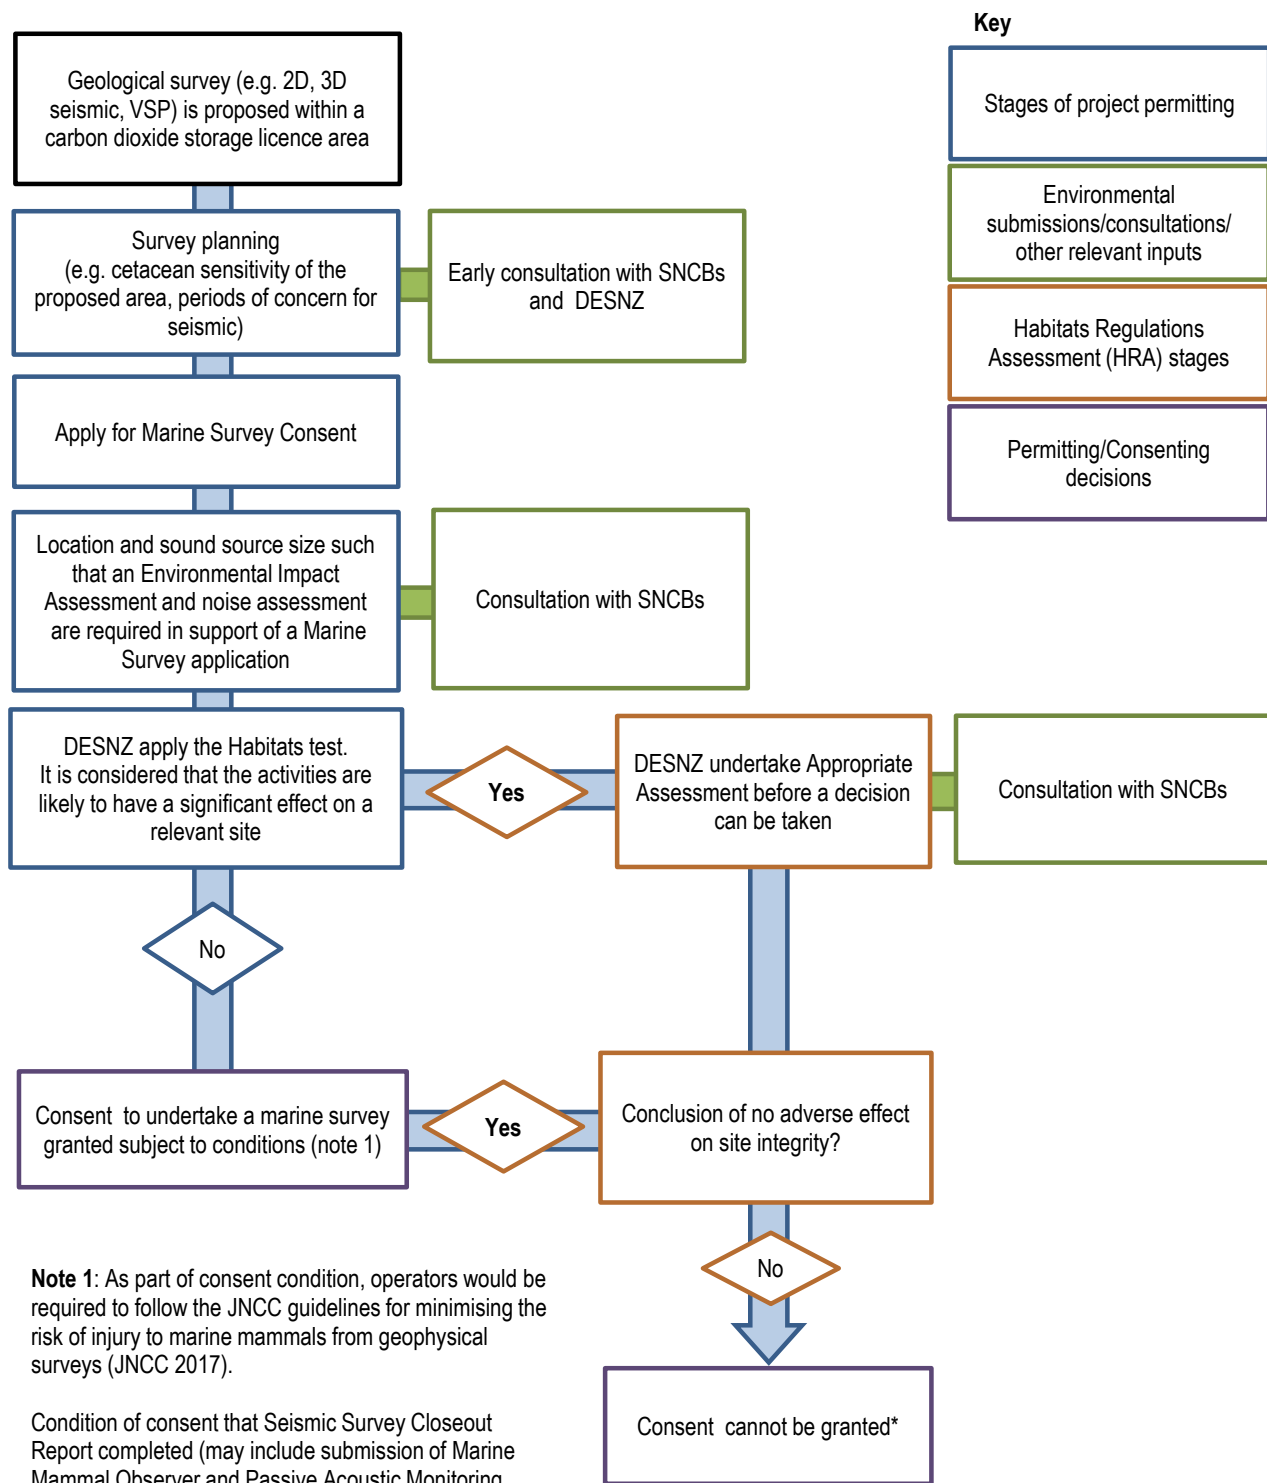 Key
Geological survey (e.g. 2D, 3D
seismic, VSP) is proposed within a
carbon dioxide storage licence area
Stages of project permitting
Survey planning
(e.g. cetacean sensitivity of the
proposed area, periods of concern for
seismic)
Early consultation with SNCBs
and DESNZ
Environmental
submissions/consultations/
other relevant inputs
Habitats Regulations
Assessment (HRA) stages
Apply for Marine Survey Consent
Permitting/Consenting
decisions
Location and sound source size such
that an Environmental Impact
Assessment and noise assessment
are required in support of a Marine
Survey application
Consultation with SNCBs
DESNZ apply the Habitats test.
It is considered that the activities are
likely to have a significant effect on a
relevant site
Yes
DESNZ undertake Appropriate
Assessment before a decision
can be taken
Consultation with SNCBs
No
Consent to undertake a marine survey
granted subject to conditions (note 1)
Yes
Conclusion of no adverse effect
on site integrity?
No
Consent cannot be granted*
Note 1: As part of consent condition, operators would be
required to follow the JNCC guidelines for minimising the
risk of injury to marine mammals from geophysical
surveys (JNCC 2017).
Condition of consent that Seismic Survey Closeout
Report completed (may include submission of Marine
Mammal Observer and Passive Acoustic Monitoring